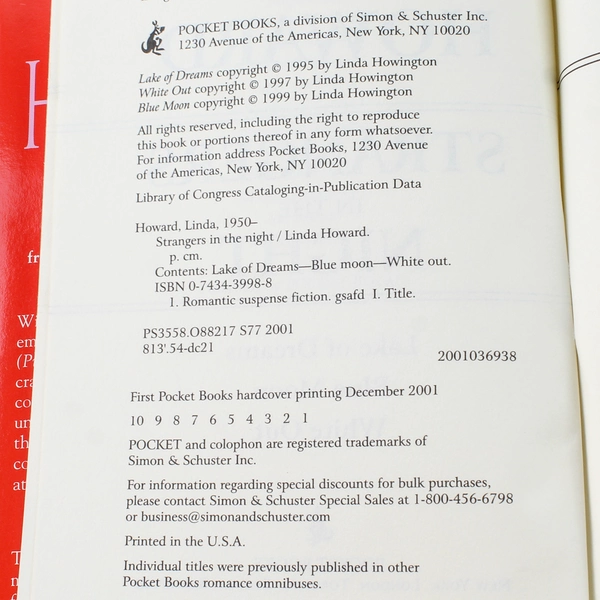 POCKET BOOKS, a division of Simon & Schuster Inc.
1230 Avenue of the Americas, New York, NY 10020
Lake of Dreams copyright © 1995 by Linda Howington
White Out copyright © 1997 by Linda Howington
Blue Moon copyright © 1999 by Linda Howington
All rights reserved, including the right to reproduce
this book or portions thereof in any form whatsoever.
For information address Pocket Books, 1230 Avenue
of the Americas, New York, NY 10020
Library of Congress Cataloging-in-Publication Data
Howard, Linda, 1950–
Strangers in the night / Linda Howard.
p. cm.
Contents: Lake of Dreams—Blue moon—White out.
ISBN 0-7434-3998-8
1. Romantic suspense fiction. gsafd I. Title.
PS3558.O88217 S77 2001
813'.54-dc21
2001036938
First Pocket Books hardcover printing December 2001
10 9 8 7 6 5 4 3 2 1
POCKET and colophon are registered trademarks of
Simon & Schuster Inc.
For information regarding special discounts for bulk purchases,
please contact Simon & Schuster Special Sales at 1-800-456-6798
or business@simonandschuster.com
Printed in the U.S.A.
Individual titles were previously published in other
Pocket Books romance omnibuses.